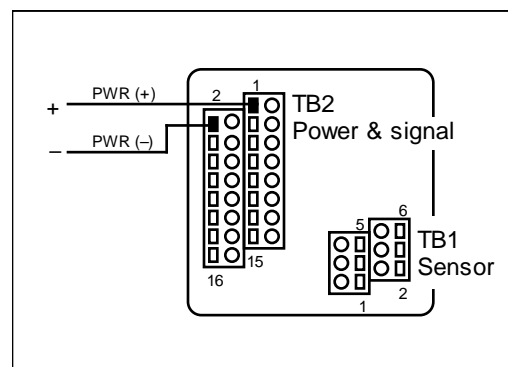 PWR (+)
+
2
1
TB2
Power & signal
PWR (–)
–
5
6
TB1
Sensor
15
16
1
2